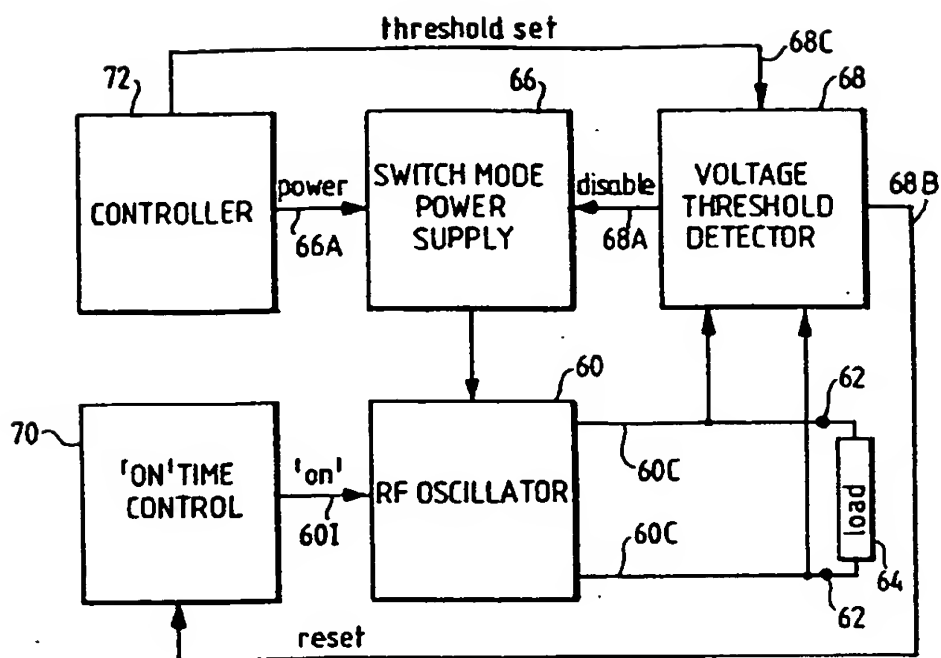 threshold set
68C
72
66
68
CONTROLLER
power
66A
SWITCH MODE
POWER
SUPPLY
disable
68A
VOLTAGE
THRESHOLD
DETECTOR
68B
70
'ON' TIME
CONTROL
'on'
60I
60
RF OSCILLATOR
60C
60C
62
load
64
62
reset